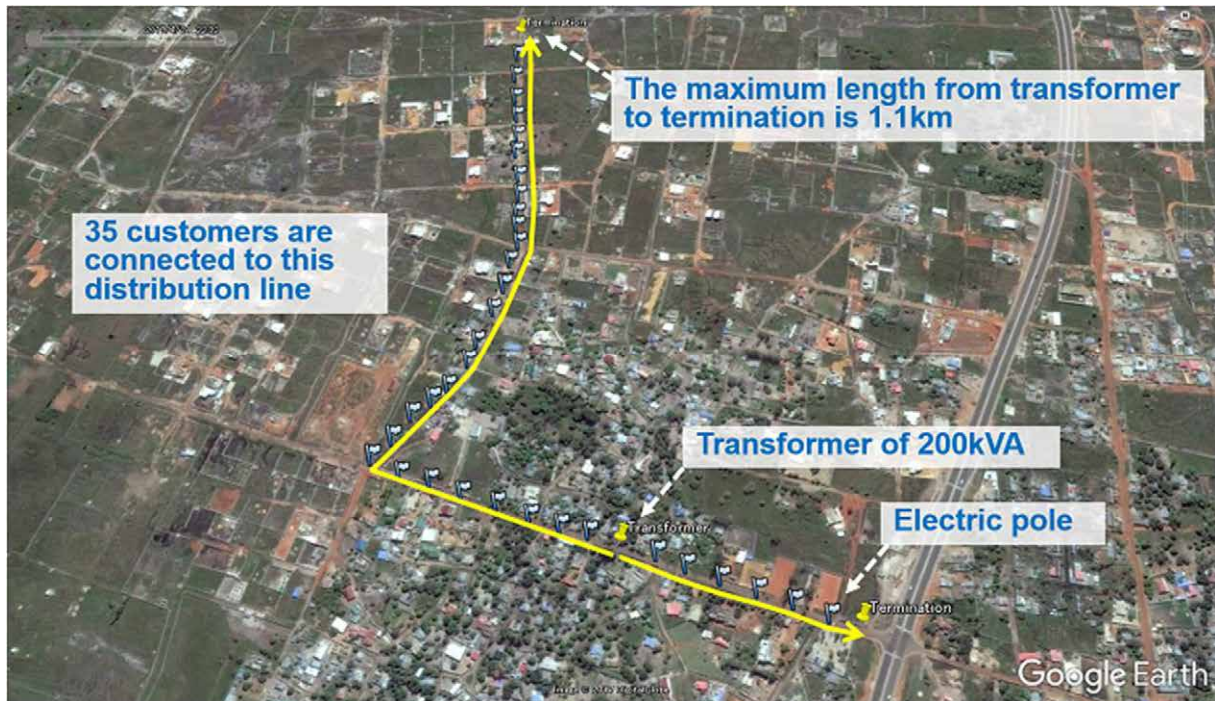 Termination
The maximum length from transformer
to termination is 1.1km
35 customers are
connected to this
distribution line
Transformer of 200kVA
Transformer
Electric pole
Termination
Google Earth